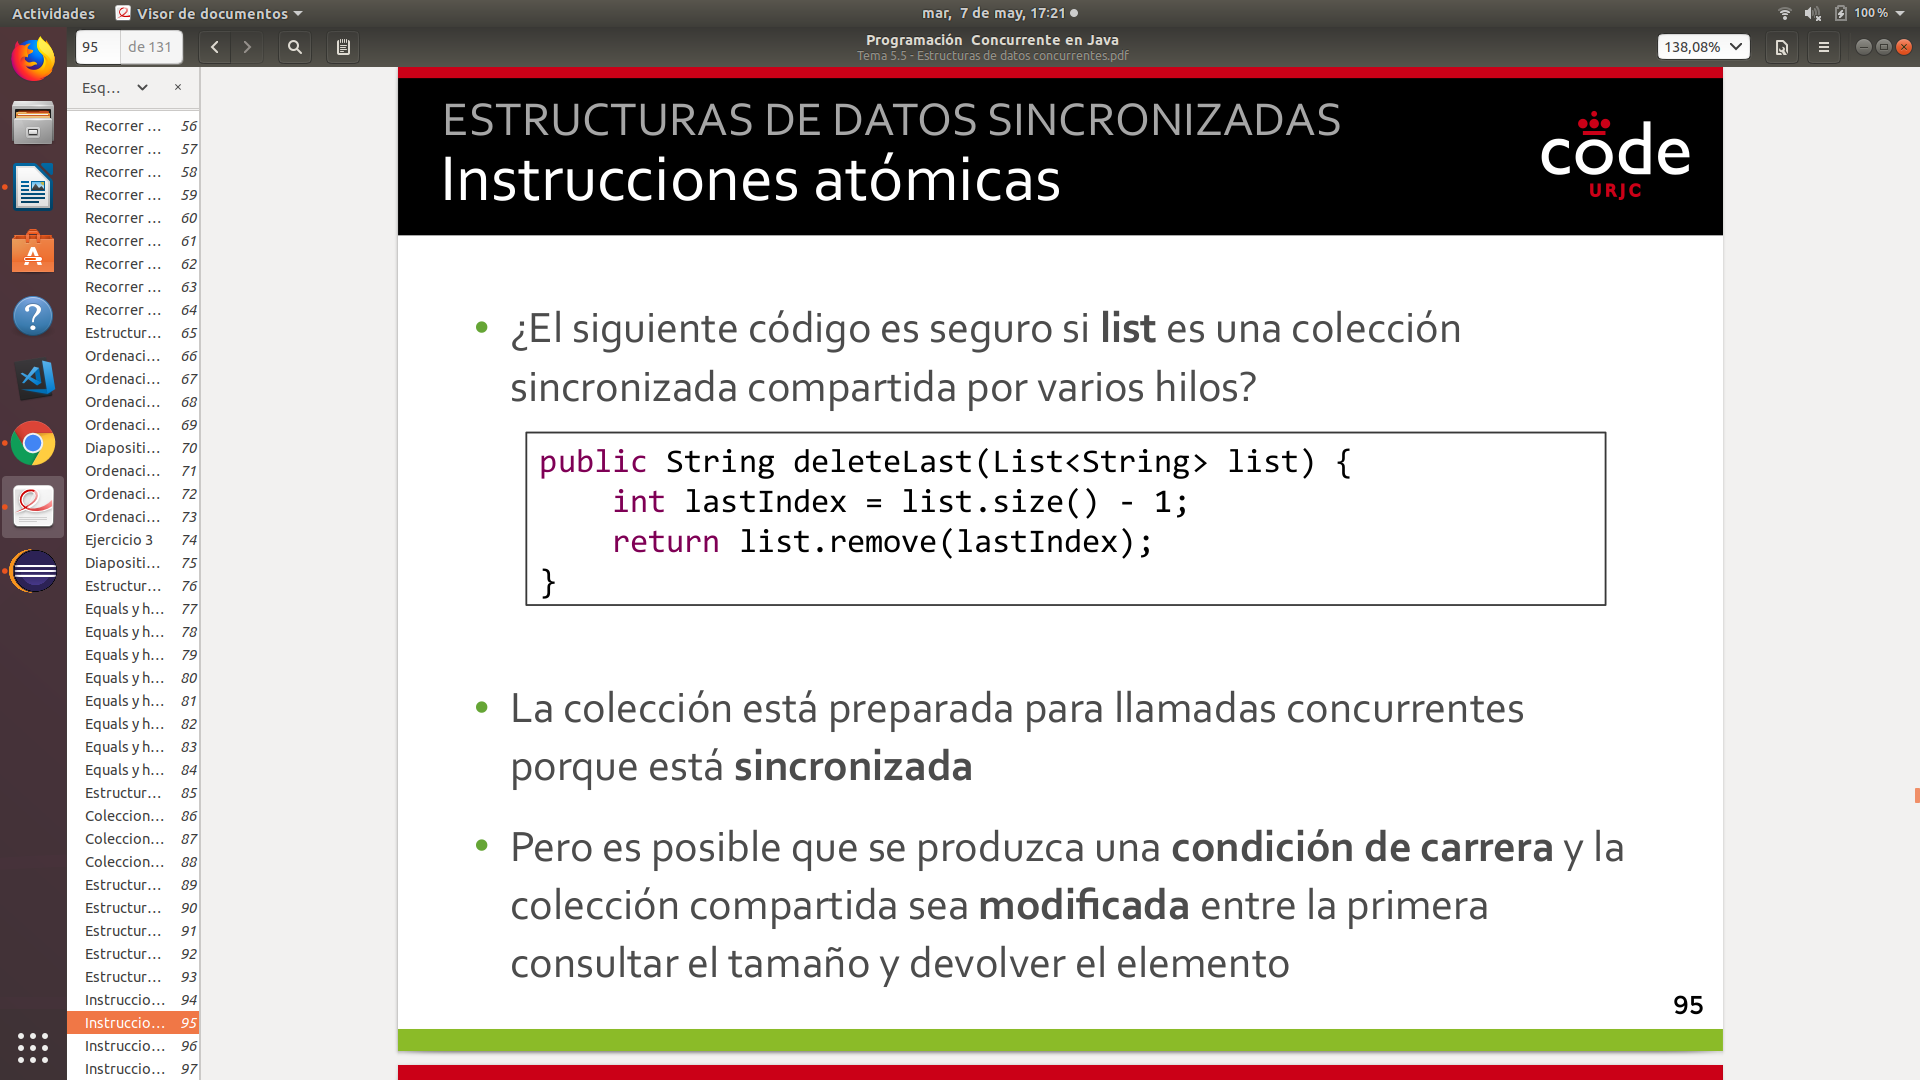 Actividades
Visor de documentos
mar, 7 de may, 17:21
100 %
95
de 131
Programación Concurrente en Java
Tema 5.5 - Estructuras de datos concurrentes.pdf
138,08%
Esq...
Recorrer ... 56
Recorrer ... 57
Recorrer ... 58
Recorrer ... 59
Recorrer ... 60
Recorrer ... 61
Recorrer ... 62
Recorrer ... 63
Recorrer ... 64
Estructur... 65
Ordenaci... 66
Ordenaci... 67
Ordenaci... 68
Ordenaci... 69
Diapositi... 70
Ordenaci... 71
Ordenaci... 72
Ordenaci... 73
Ejercicio 3 74
Diapositi... 75
Estructur... 76
Equals y h... 77
Equals y h... 78
Equals y h... 79
Equals y h... 80
Equals y h... 81
Equals y h... 82
Equals y h... 83
Equals y h... 84
Estructur... 85
Coleccion... 86
Coleccion... 87
Coleccion... 88
Estructur... 89
Estructur... 90
Estructur... 91
Estructur... 92
Estructur... 93
Instruccio... 94
Instruccio... 95
Instruccio... 96
Instruccio... 97
ESTRUCTURAS DE DATOS SINCRONIZADAS
Instrucciones atómicas
code
URJC
• ¿El siguiente código es seguro si list es una colección
sincronizada compartida por varios hilos?
public String deleteLast(List<String> list) {
int lastIndex = list.size() - 1;
return list.remove(lastIndex);
}
• La colección está preparada para llamadas concurrentes
porque está sincronizada
• Pero es posible que se produzca una condición de carrera y la
colección compartida sea modificada entre la primera
consultar el tamaño y devolver el elemento
95